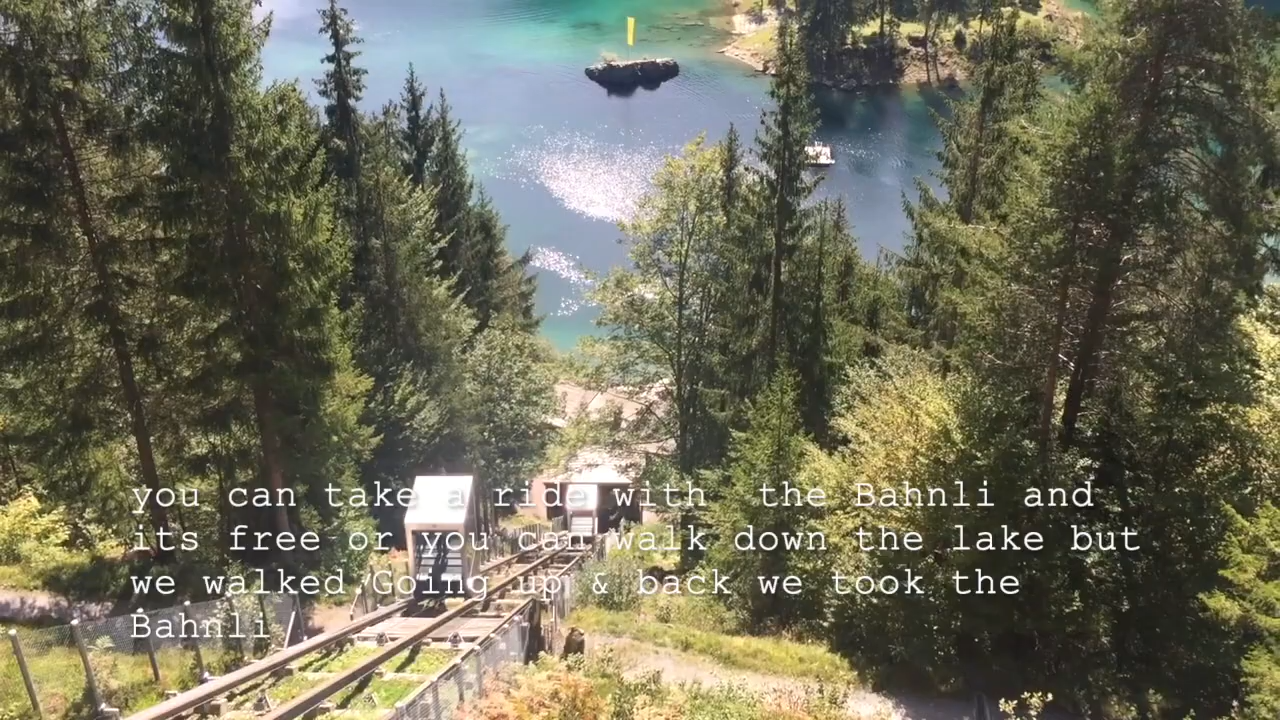 you can take a ride with  the Bahnli and
its free or you can walk down the lake but
we walked.Going up & back we took the
Bahnli